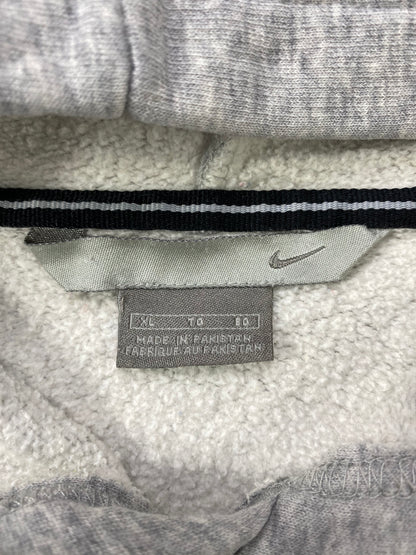 XL TG EG
MADE IN PAKISTAN
FABRIQUE AU PAKISTAN